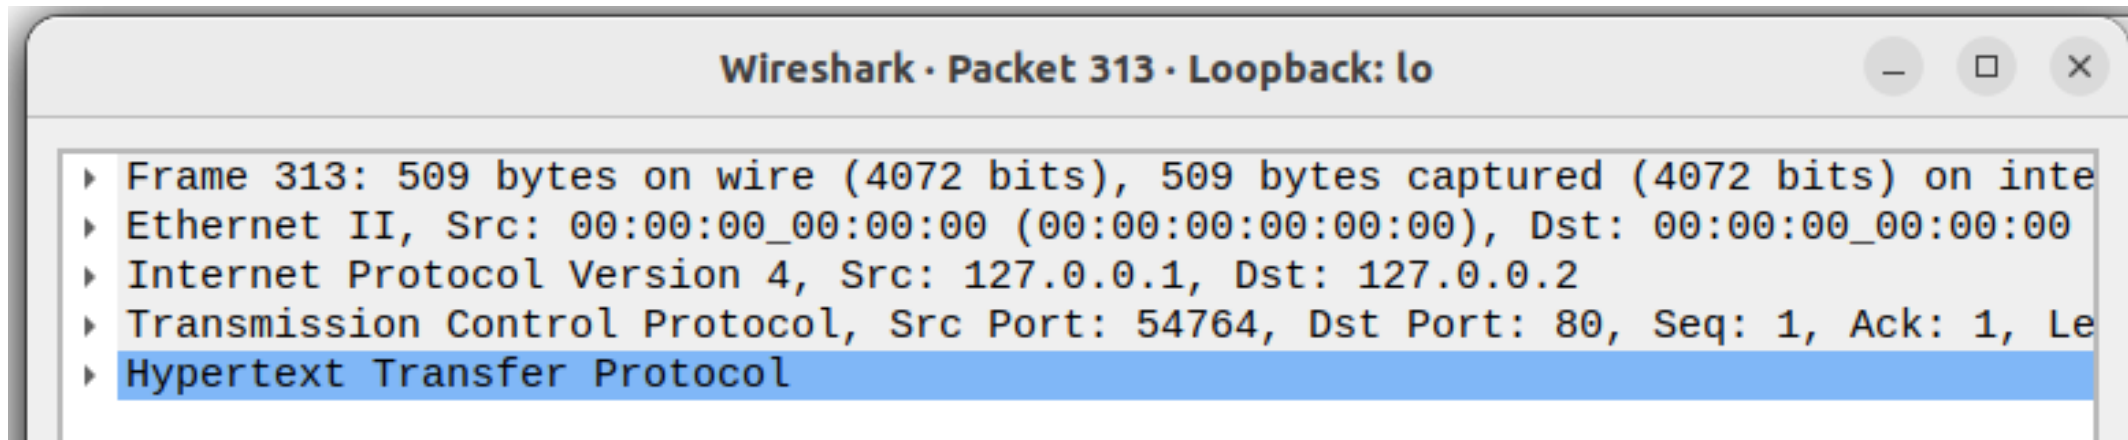 Wireshark · Packet 313 · Loopback: lo
Frame 313: 509 bytes on wire (4072 bits), 509 bytes captured (4072 bits) on inte
Ethernet II, Src: 00:00:00_00:00:00 (00:00:00:00:00:00), Dst: 00:00:00_00:00:00
Internet Protocol Version 4, Src: 127.0.0.1, Dst: 127.0.0.2
Transmission Control Protocol, Src Port: 54764, Dst Port: 80, Seq: 1, Ack: 1, Le
Hypertext Transfer Protocol